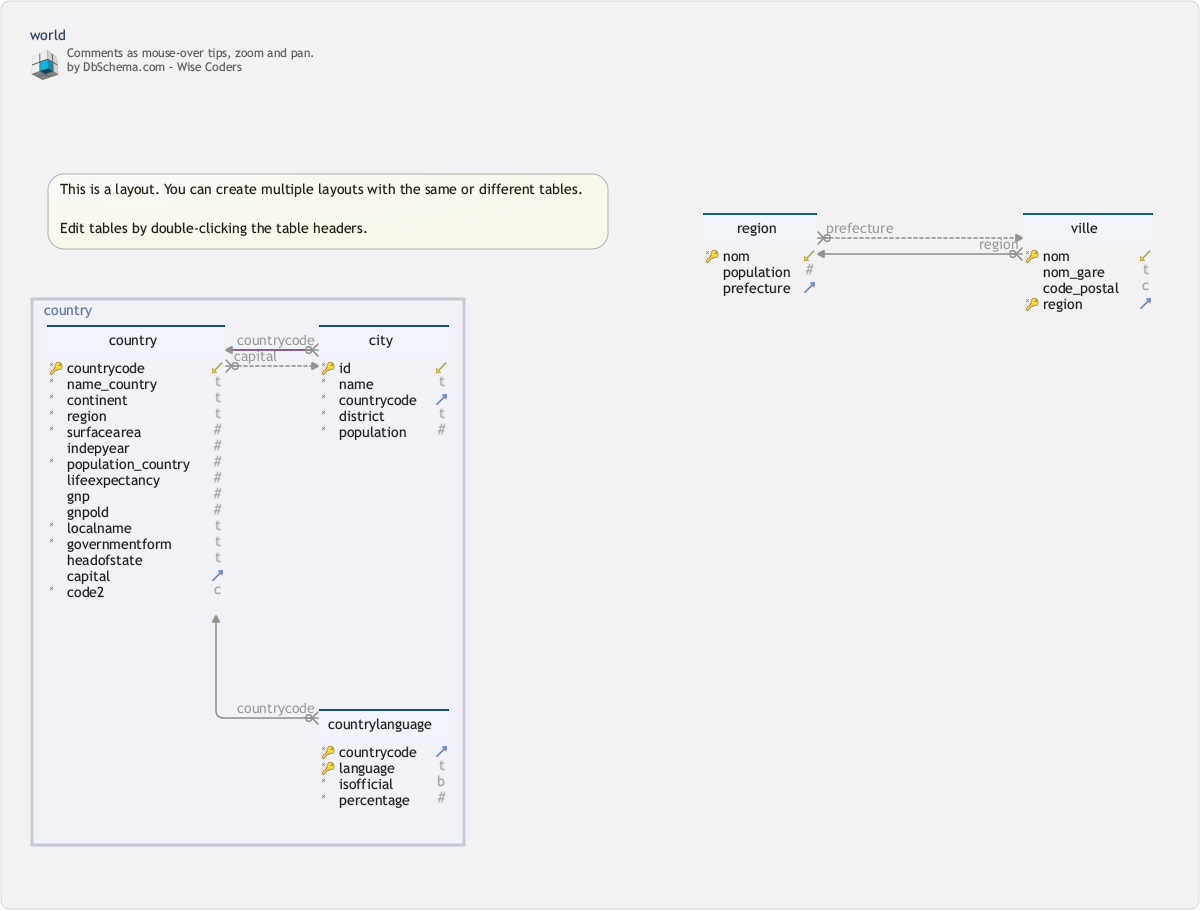 world
Comments as mouse-over tips, zoom and pan.
by DbSchema.com - Wise Coders
This is a layout. You can create multiple layouts with the same or different tables.
Edit tables by double-clicking the table headers.
region
nom
population #
prefecture
prefecture
region
ville
nom
nom_gare t
code_postal c
region
country
country
countrycode
name_country t
continent t
region t
surfacearea #
indepyear #
population_country #
lifeexpectancy #
gnp #
gnpold #
localname t
governmentform t
headofstate t
capital
code2 c
countrycode
capital
city
id
name t
countrycode
district t
population #
countrycode
countrylanguage
countrycode
language t
isofficial b
percentage #